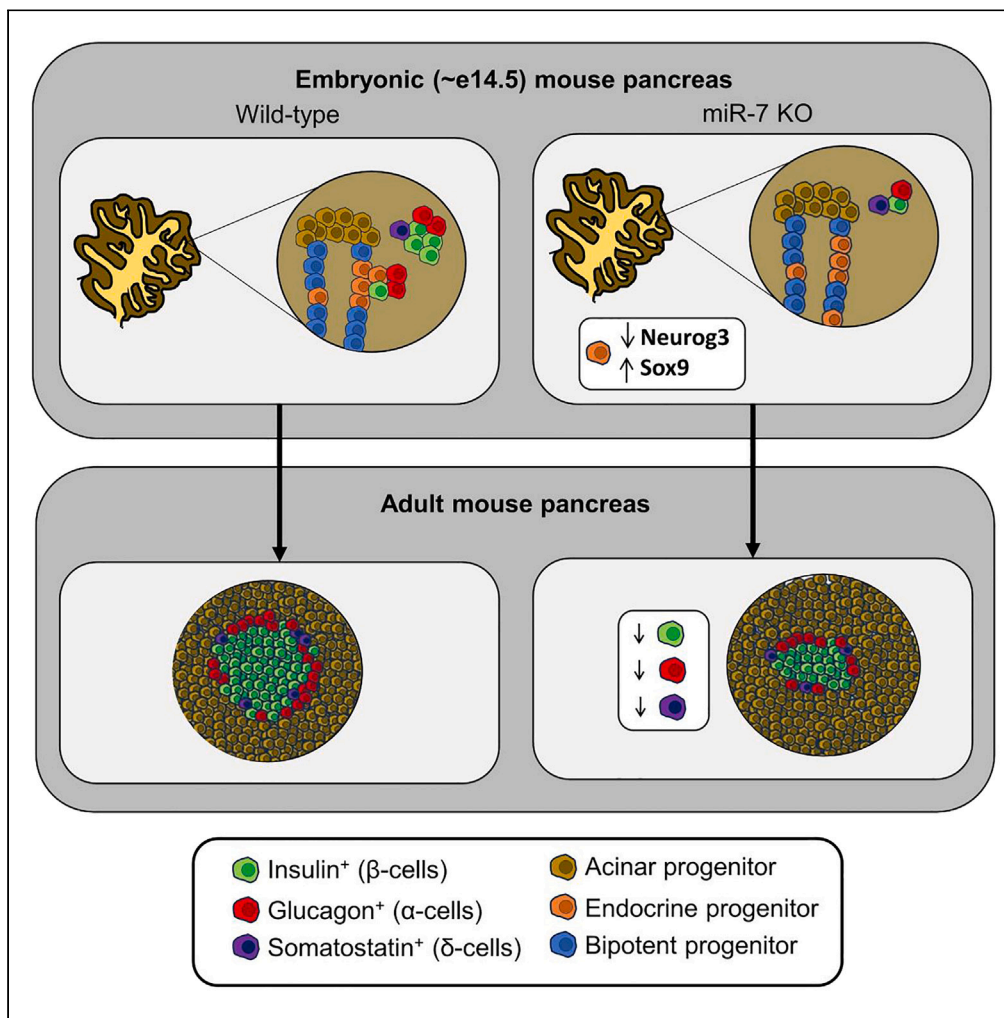 Embryonic (~e14.5) mouse pancreas
Wild-type
miR-7 KO
↓ Neurog3
↑ Sox9
Adult mouse pancreas
↓
↓
↓
Insulin⁺ (β-cells)
Glucagon⁺ (α-cells)
Somatostatin⁺ (δ-cells)
Acinar progenitor
Endocrine progenitor
Bipotent progenitor